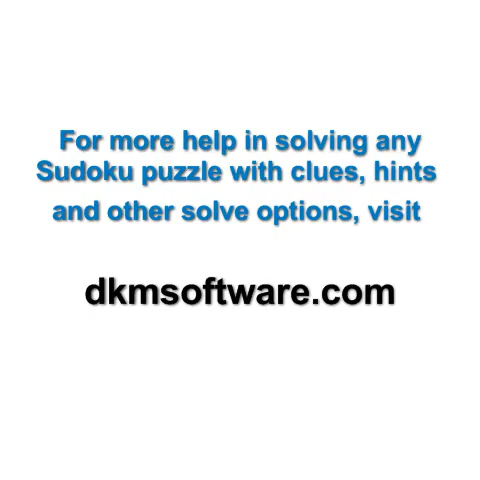 For more help in solving any
Sudoku puzzle with clues, hints
and other solve options, visit
dkmsoftware.com